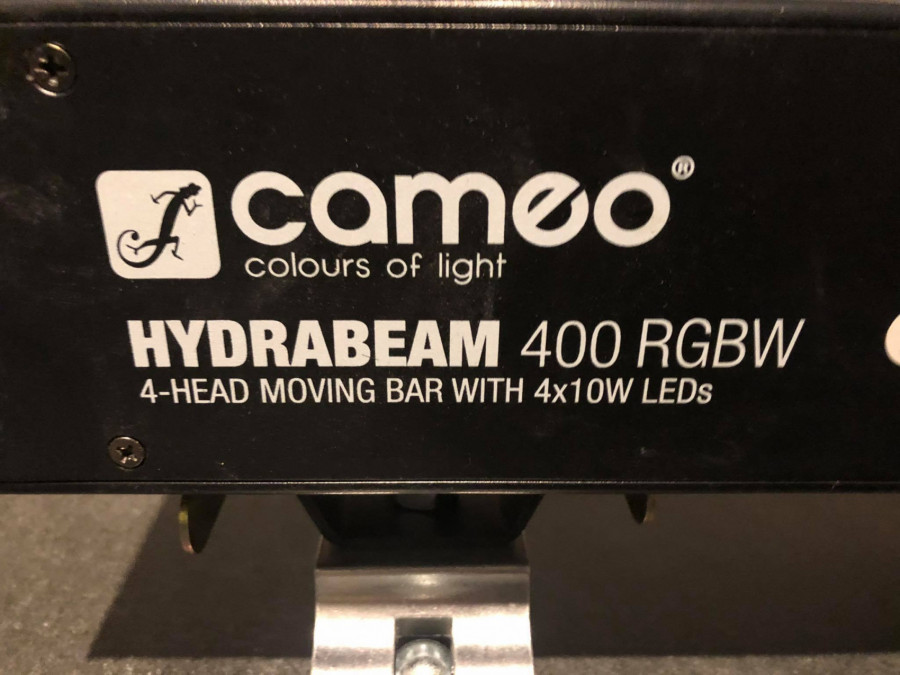 cameo®
colours of light
HYDRABEAM 400 RGBW
4-HEAD MOVING BAR WITH 4x10W LEDs